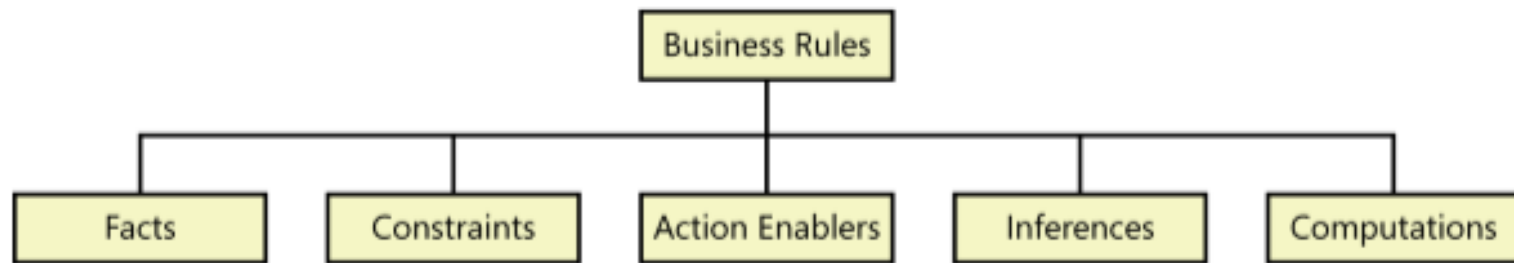 Business Rules
Facts
Constraints
Action Enablers
Inferences
Computations